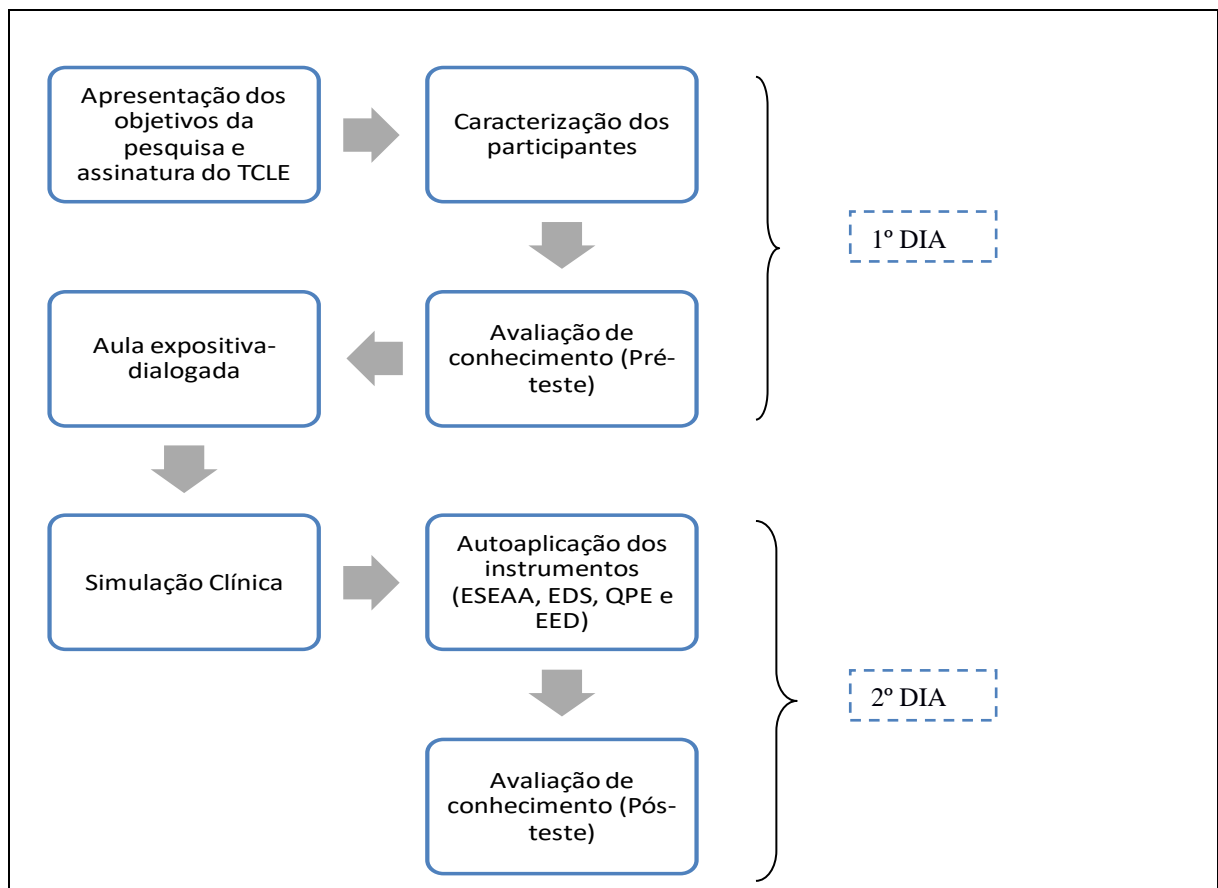 Apresentação dos
objetivos da
pesquisa e
assinatura do TCLE
Caracterização dos
participantes
1º DIA
Avaliação de
conhecimento (Pré-
teste)
Aula expositiva-
dialogada
Simulação Clínica
Autoaplicação dos
instrumentos
(ESEAA, EDS, QPE e
EED)
2º DIA
Avaliação de
conhecimento (Pós-
teste)